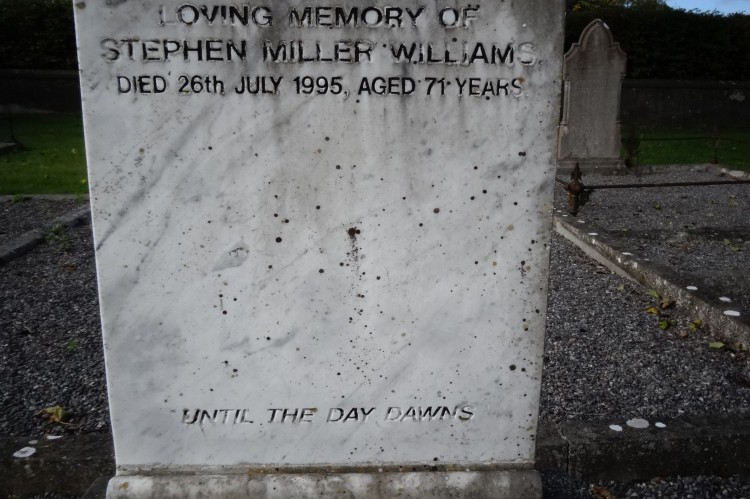 LOVING MEMORY OF
STEPHEN MILLER WILLIAMS
DIED 26th JULY 1995, AGED 71 YEARS
UNTIL THE DAY DAWNS